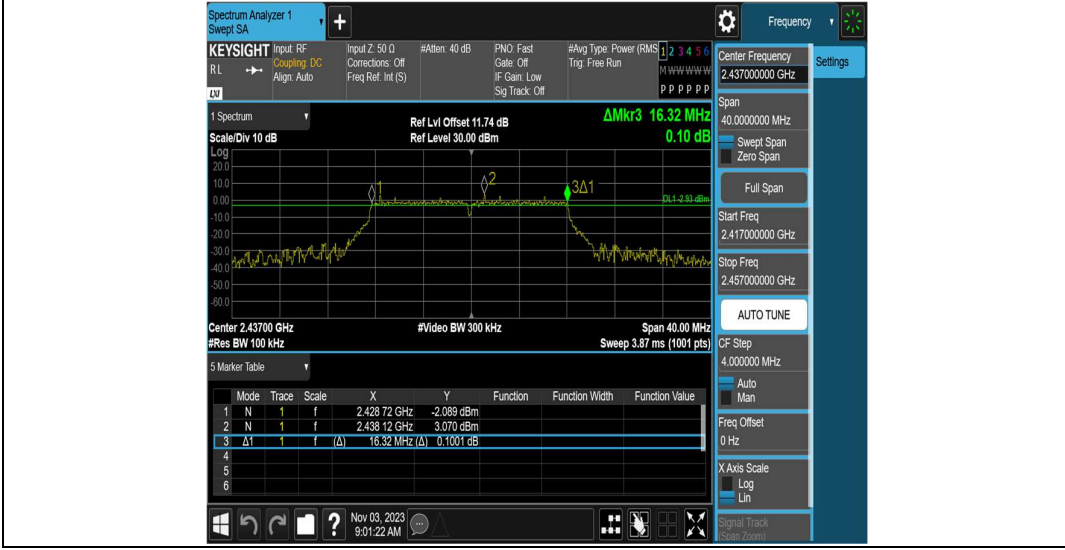 Spectrum Analyzer 1
Swept SA
+
Frequency
KEYSIGHT
RL
LXI
Input: RF
Coupling: DC
Align: Auto
Input Z: 50 Ω
Corrections: Off
Freq Ref: Int (S)
#Atten: 40 dB
PNO: Fast
Gate: Off
IF Gain: Low
Sig Track: Off
#Avg Type: Power (RMS
Trig: Free Run
1 2 3 4 5 6
M W W W W W
P P P P P P
Center Frequency
2.437000000 GHz
Settings
Span
40.0000000 MHz
Swept Span
Zero Span
Full Span
Start Freq
2.417000000 GHz
Stop Freq
2.457000000 GHz
AUTO TUNE
CF Step
4.000000 MHz
Auto
Man
Freq Offset
0 Hz
X Axis Scale
Log
Lin
Signal Track
(Span Zoom)
1 Spectrum
Scale/Div 10 dB
Ref Lvl Offset 11.74 dB
Ref Level 30.00 dBm
ΔMkr3 16.32 MHz
0.10 dB
Log
20.0
10.0
0.00
-10.0
-20.0
-30.0
-40.0
-50.0
-60.0
1
2
3Δ1
DL1 -2.93 dBm
Center 2.43700 GHz
#Video BW 300 kHz
Span 40.00 MHz
#Res BW 100 kHz
Sweep 3.87 ms (1001 pts)
5 Marker Table
Mode Trace Scale X Y Function Function Width Function Value
1 N 1 f 2.428 72 GHz -2.089 dBm
2 N 1 f 2.438 12 GHz 3.070 dBm
3 Δ1 1 f (Δ) 16.32 MHz (Δ) 0.1001 dB
4
5
6
?
Nov 03, 2023
9:01:22 AM